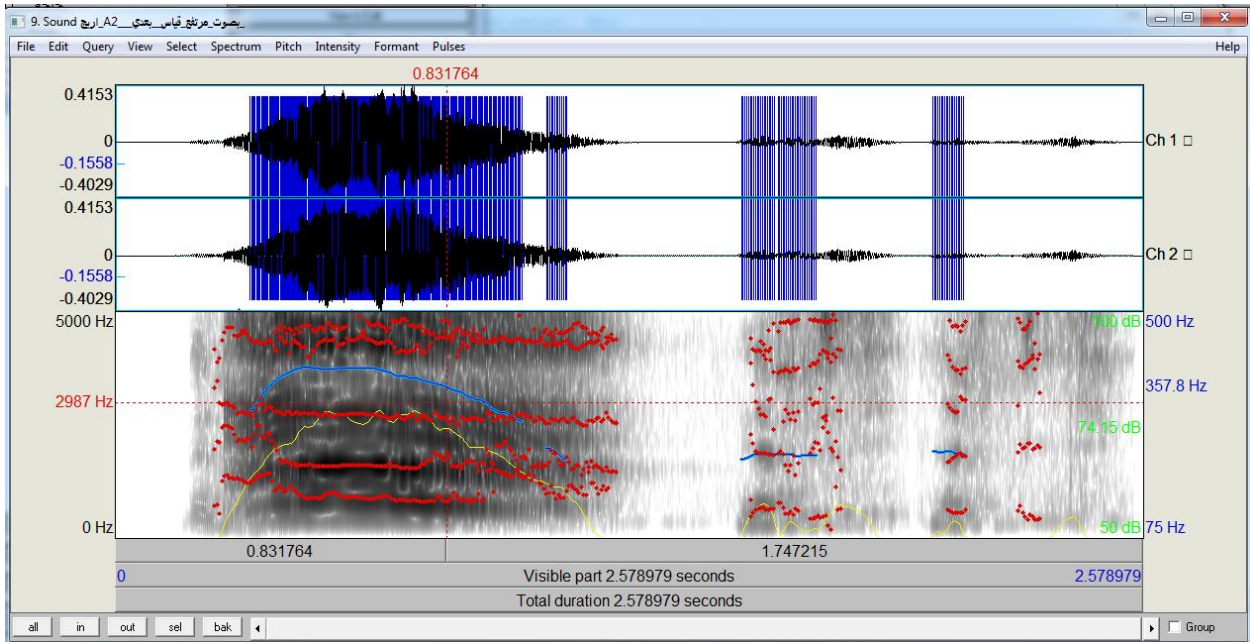 9. Sound اريج_A2__بصوت_مرتفع_قياس_بعدي_
File Edit Query View Select Spectrum Pitch Intensity Formant Pulses Help
0.831764
0.4153
0
-0.1558
-0.4029
Ch 1
0.4153
0
-0.1558
-0.4029
Ch 2
5000 Hz 100 dB 500 Hz
357.8 Hz
2987 Hz
74.15 dB
0 Hz 50 dB 75 Hz
0.831764 1.747215
0 Visible part 2.578979 seconds 2.578979
Total duration 2.578979 seconds
all in out sel bak Group